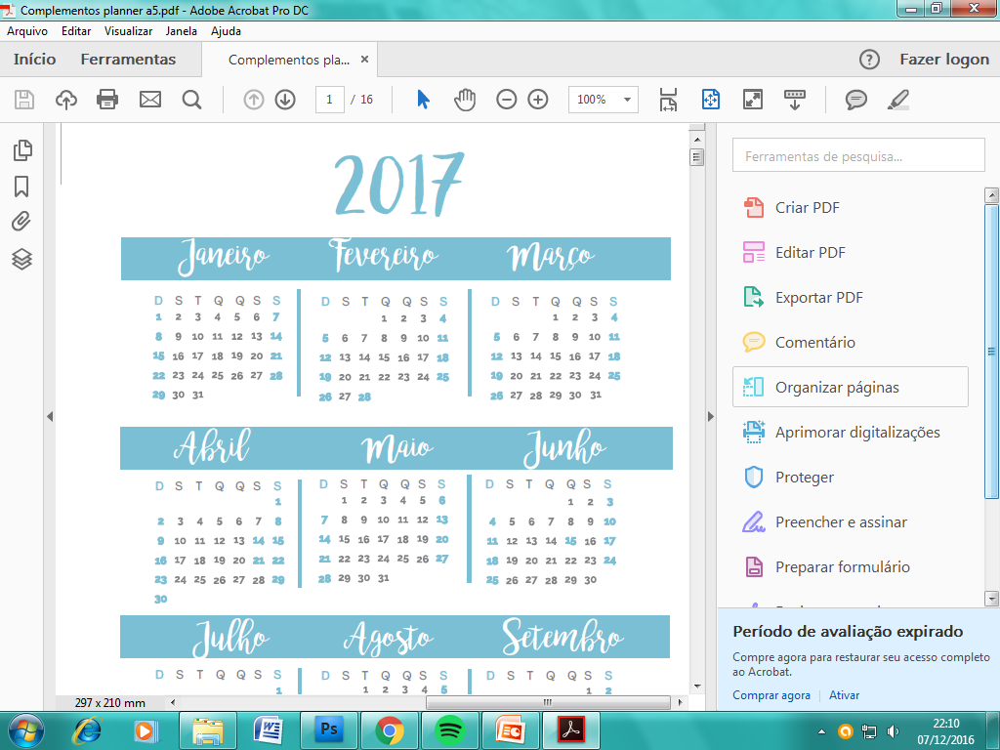 Complementos planner a5.pdf - Adobe Acrobat Pro DC
Arquivo Editar Visualizar Janela Ajuda
Início Ferramentas Complementos pla... × ? Fazer logon
1 / 16 100%
2017
Janeiro Fevereiro Março
D S T Q Q S S D S T Q Q S S D S T Q Q S S
1 2 3 4 5 6 7 1 2 3 4 1 2 3 4
8 9 10 11 12 13 14 5 6 7 8 9 10 11 5 6 7 8 9 10 11
15 16 17 18 19 20 21 12 13 14 15 16 17 18 12 13 14 15 16 17 18
22 23 24 25 26 27 28 19 20 21 22 23 24 25 19 20 21 22 23 24 25
29 30 31 26 27 28 26 27 28 29 30 31
Abril Maio Junho
D S T Q Q S S D S T Q Q S S D S T Q Q S S
1 1 2 3 4 5 6 1 2 3
2 3 4 5 6 7 8 7 8 9 10 11 12 13 4 5 6 7 8 9 10
9 10 11 12 13 14 15 14 15 16 17 18 19 20 11 12 13 14 15 16 17
16 17 18 19 20 21 22 21 22 23 24 25 26 27 18 19 20 21 22 23 24
23 24 25 26 27 28 29 28 29 30 31 25 26 27 28 29 30
30
Julho Agosto Setembro
D S T Q Q S S D S T Q Q S S D S T Q Q S S
1 1 2 3 4 5 1 2
297 x 210 mm
Ferramentas de pesquisa...
Criar PDF
Editar PDF
Exportar PDF
Comentário
Organizar páginas
Aprimorar digitalizações
Proteger
Preencher e assinar
Preparar formulário
Período de avaliação expirado
Compre agora para restaurar seu acesso completo
ao Acrobat.
Comprar agora Ativar
Ps
22:10
07/12/2016